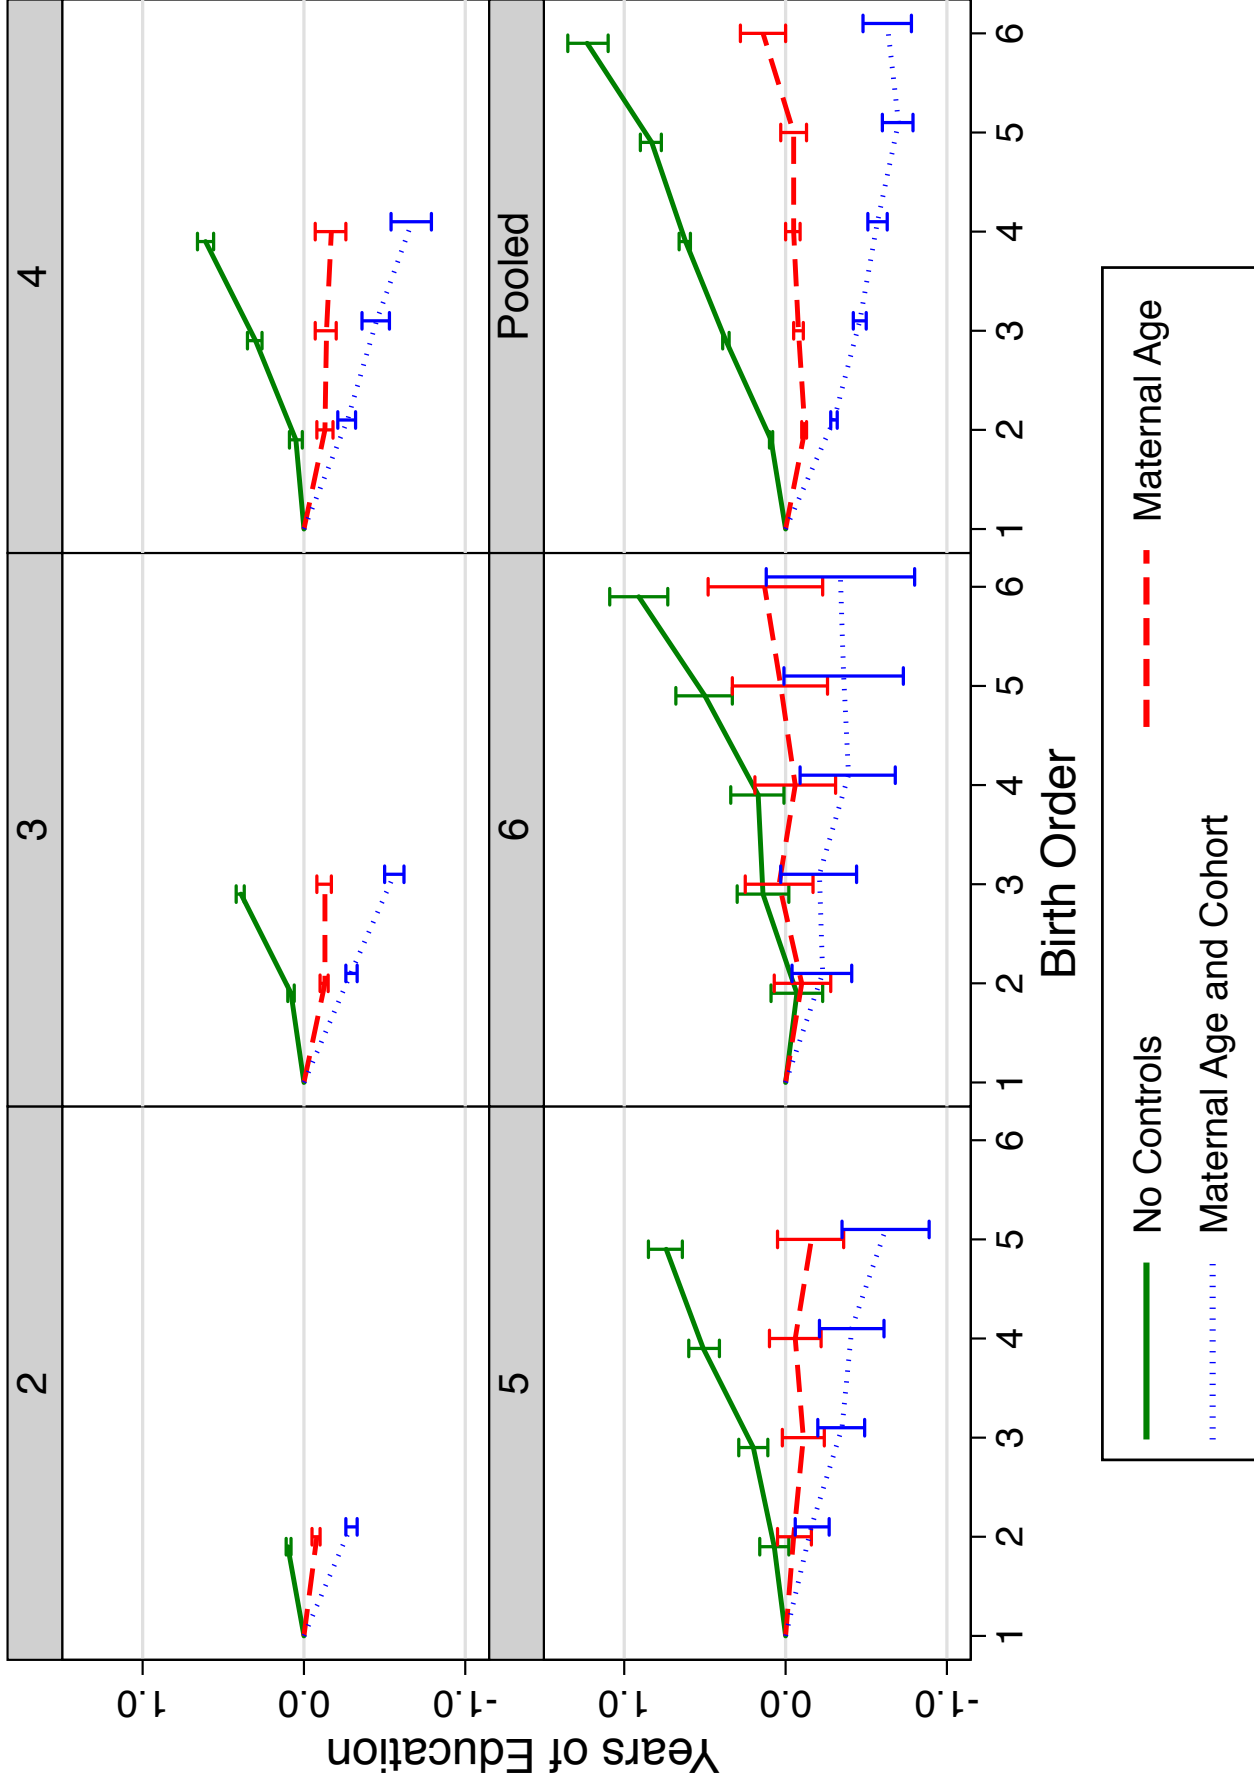 2
3
4
1.0
0.0
-1.0
5
6
Pooled
1.0
0.0
-1.0
1 2 3 4 5 6
1 2 3 4 5 6
1 2 3 4 5 6
Years of Education
Birth Order
No Controls
Maternal Age
Maternal Age and Cohort